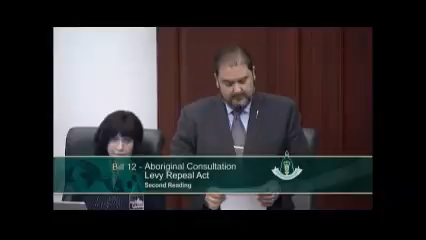 Bill 12 - Aboriginal Consultation
Levy Repeal Act
Second Reading